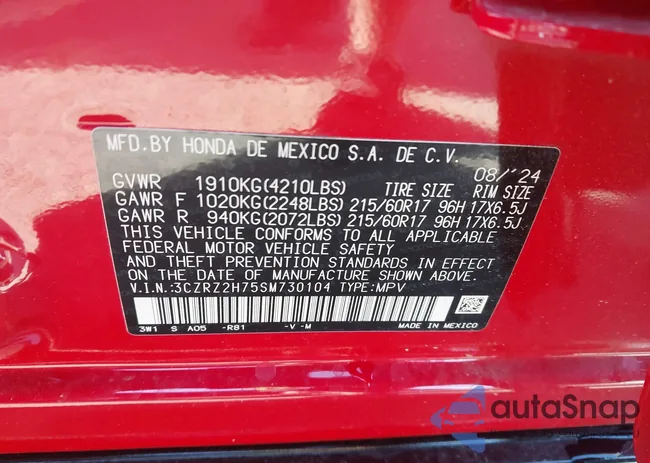 MFD.BY HONDA DE MEXICO S.A. DE C.V.
08/'24
GVWR 1910KG(4210LBS) TIRE SIZE RIM SIZE
GAWR F 1020KG(2248LBS) 215/60R17 96H 17X6.5J
GAWR R 940KG(2072LBS) 215/60R17 96H 17X6.5J
THIS VEHICLE CONFORMS TO ALL APPLICABLE
FEDERAL MOTOR VEHICLE SAFETY
AND THEFT PREVENTION STANDARDS IN EFFECT
ON THE DATE OF MANUFACTURE SHOWN ABOVE.
V.I.N.:3CZRZ2H75SM730104 TYPE:MPV
3W1 S A05 -R81 -V-M MADE IN MEXICO
autaSnap